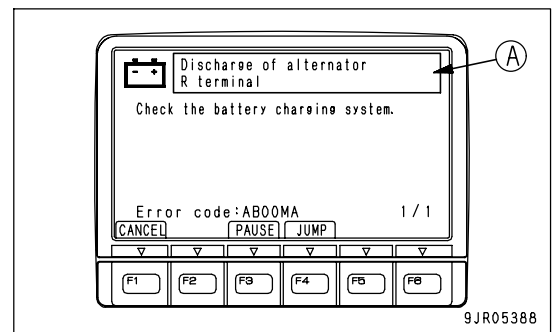 Discharge of alternator
R terminal
A
Check the battery charging system.
Error code:AB00MA 1/1
CANCEL PAUSE JUMP
F1 F2 F3 F4 F5 F6
9JR05388